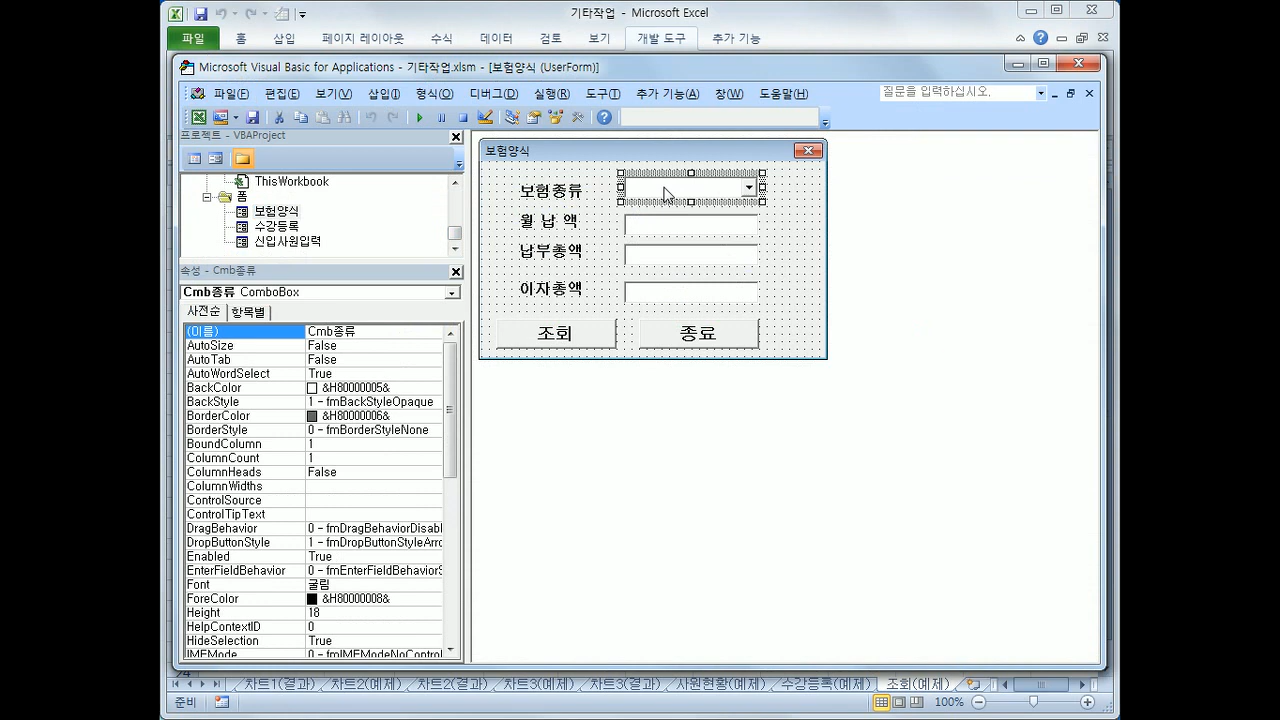 기타작업 - Microsoft Excel
파일 홈 삽입 페이지 레이아웃 수식 데이터 검토 보기 개발 도구 추가 기능
Microsoft Visual Basic for Applications - 기타작업.xlsm - [보험양식 (UserForm)]
파일(F) 편집(E) 보기(V) 삽입(I) 형식(O) 디버그(D) 실행(R) 도구(T) 추가 기능(A) 창(W) 도움말(H) 질문을 입력하십시오.
프로젝트 - VBAProject
ThisWorkbook
폼
보험양식
수강등록
신입사원입력
속성 - Cmb종류
Cmb종류 ComboBox
사전순 항목별
(이름) Cmb종류
AutoSize False
AutoTab False
AutoWordSelect True
BackColor &H80000005&
BackStyle 1 - fmBackStyleOpaque
BorderColor &H80000006&
BorderStyle 0 - fmBorderStyleNone
BoundColumn 1
ColumnCount 1
ColumnHeads False
ColumnWidths
ControlSource
ControlTipText
DragBehavior 0 - fmDragBehaviorDisabl
DropButtonStyle 1 - fmDropButtonStyleArro
Enabled True
EnterFieldBehavior 0 - fmEnterFieldBehaviorS
Font 굴림
ForeColor &H80000008&
Height 18
HelpContextID 0
HideSelection True
IMEMode 0 - fmIMEModeNoControl
보험양식
보험종류
월 납 액
납부총액
이자총액
조회 종료
차트1(결과) 차트2(예제) 차트2(결과) 차트3(예제) 차트3(결과) 사원현황(예제) 수강등록(예제) 조회(예제)
준비 100%